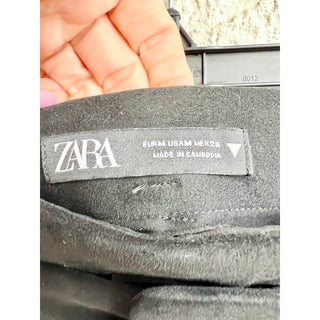 0012
ZARA
EUR M USA M MEX 28
MADE IN CAMBODIA